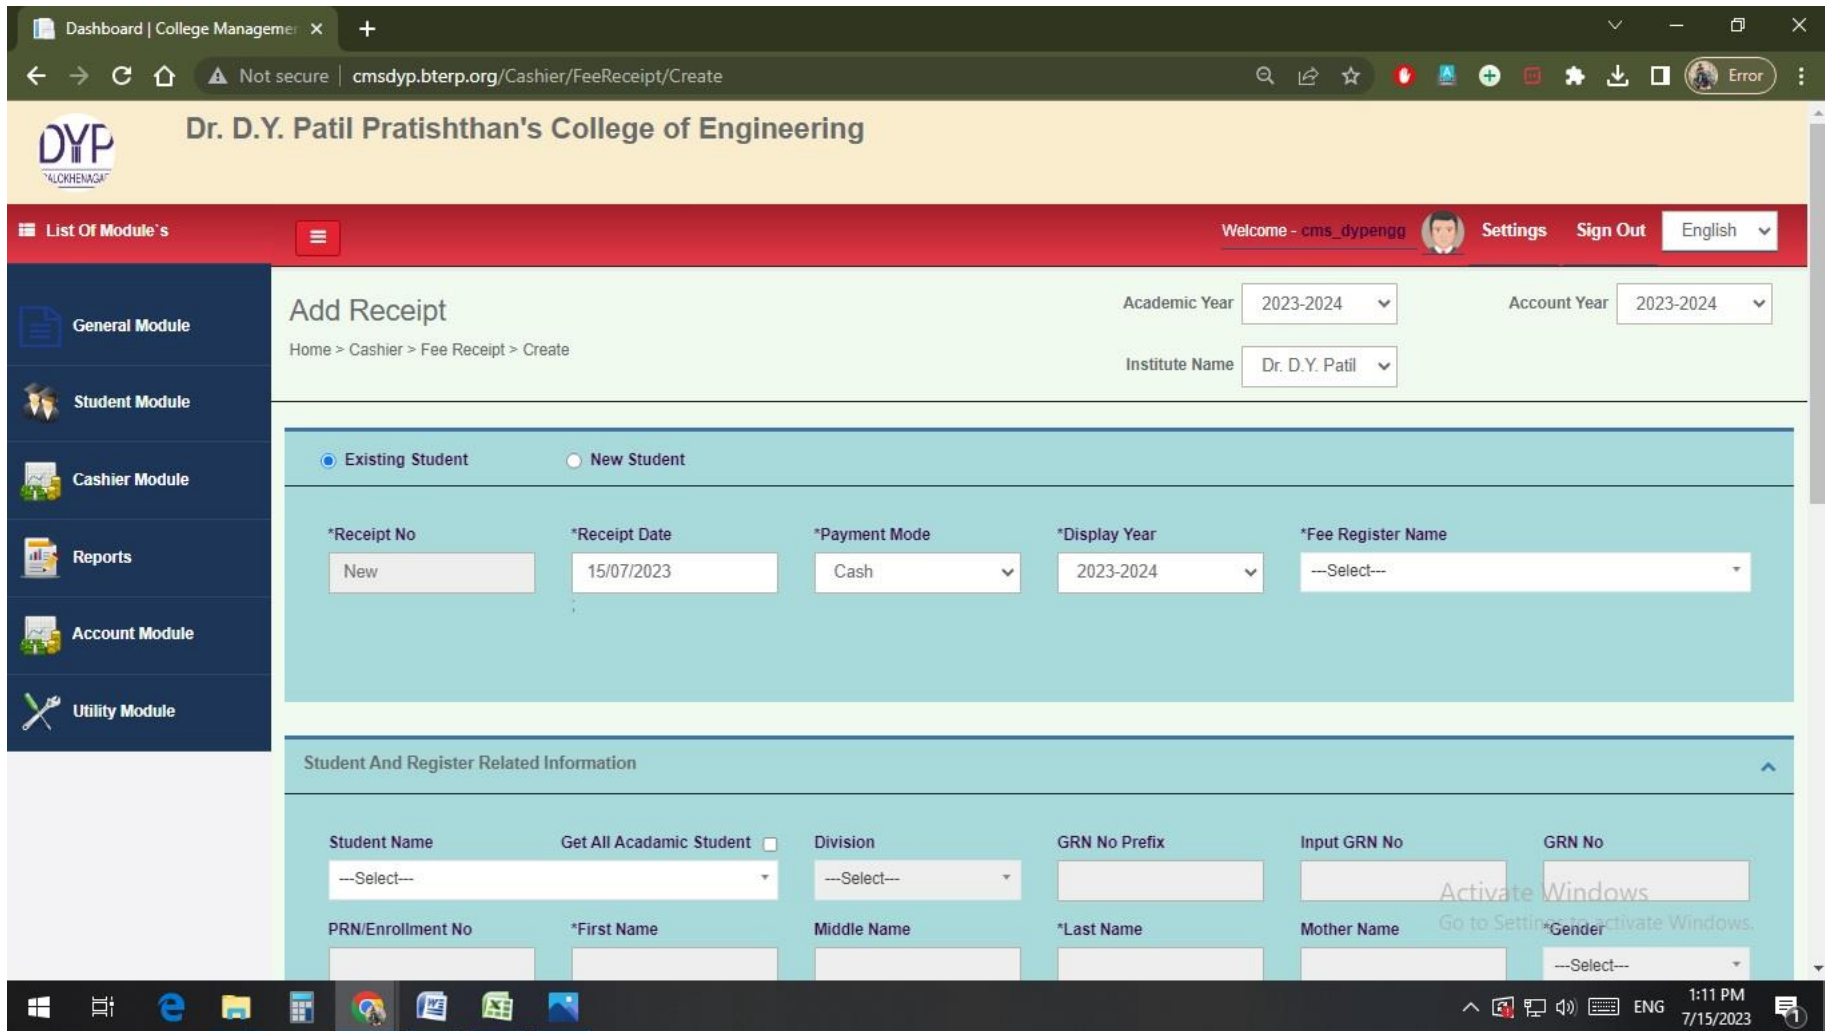 Dashboard | College Managemer
Not secure | cmsdyp.bterp.org/Cashier/FeeReceipt/Create
Error
DYP
Dr. D.Y. Patil Pratishthan's College of Engineering
List Of Module`s
Welcome - cms_dypengg
Settings
Sign Out
English
General Module
Student Module
Cashier Module
Reports
Account Module
Utility Module
Add Receipt
Home > Cashier > Fee Receipt > Create
Academic Year
2023-2024
Account Year
2023-2024
Institute Name
Dr. D.Y. Patil
Existing Student
New Student
*Receipt No
*Receipt Date
*Payment Mode
*Display Year
*Fee Register Name
New
15/07/2023
Cash
2023-2024
---Select---
;
Student And Register Related Information
Student Name
Get All Acadamic Student
Division
GRN No Prefix
Input GRN No
GRN No
---Select---
---Select---
Activate Windows
Go to Settings to activate Windows.
PRN/Enrollment No
*First Name
Middle Name
*Last Name
Mother Name
*Gender
---Select---
ENG
1:11 PM
7/15/2023
1